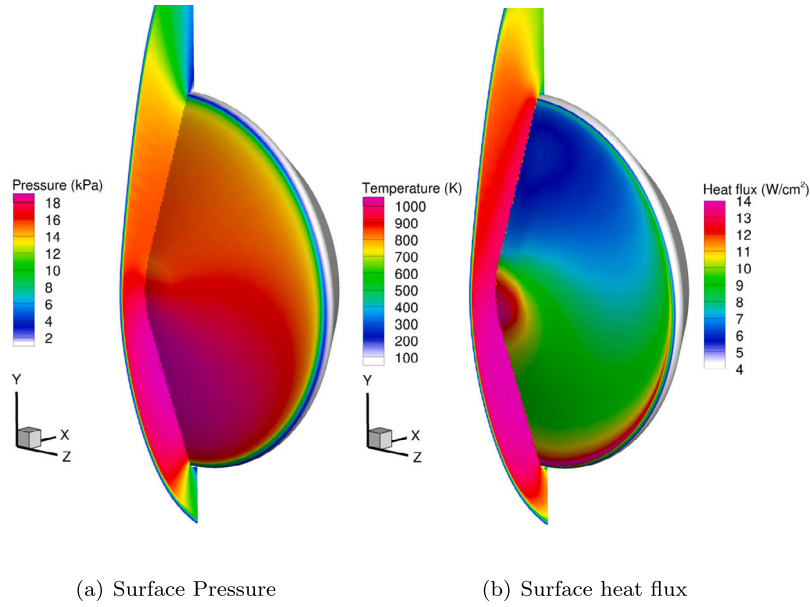 Pressure (kPa)
18
16
14
12
10
8
6
4
2
Y
X
Z
Temperature (K)
1000
900
800
700
600
500
400
300
200
100
Y
X
Z
Heat flux (W/cm²)
14
13
12
11
10
9
8
7
6
5
4
(a) Surface Pressure
(b) Surface heat flux